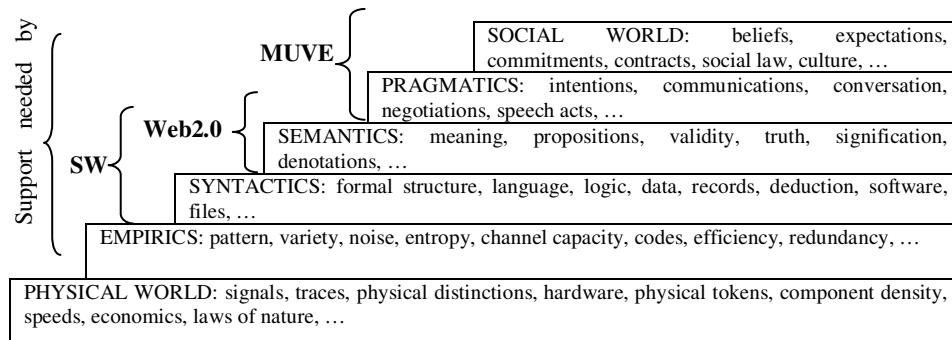 Support needed by
MUVE
SOCIAL WORLD: beliefs, expectations,
commitments, contracts, social law, culture, …
PRAGMATICS: intentions, communications, conversation,
negotiations, speech acts, …
Web2.0
SEMANTICS: meaning, propositions, validity, truth, signification,
denotations, …
SW
SYNTACTICS: formal structure, language, logic, data, records, deduction, software,
files, …
EMPIRICS: pattern, variety, noise, entropy, channel capacity, codes, efficiency, redundancy, …
PHYSICAL WORLD: signals, traces, physical distinctions, hardware, physical tokens, component density,
speeds, economics, laws of nature, …